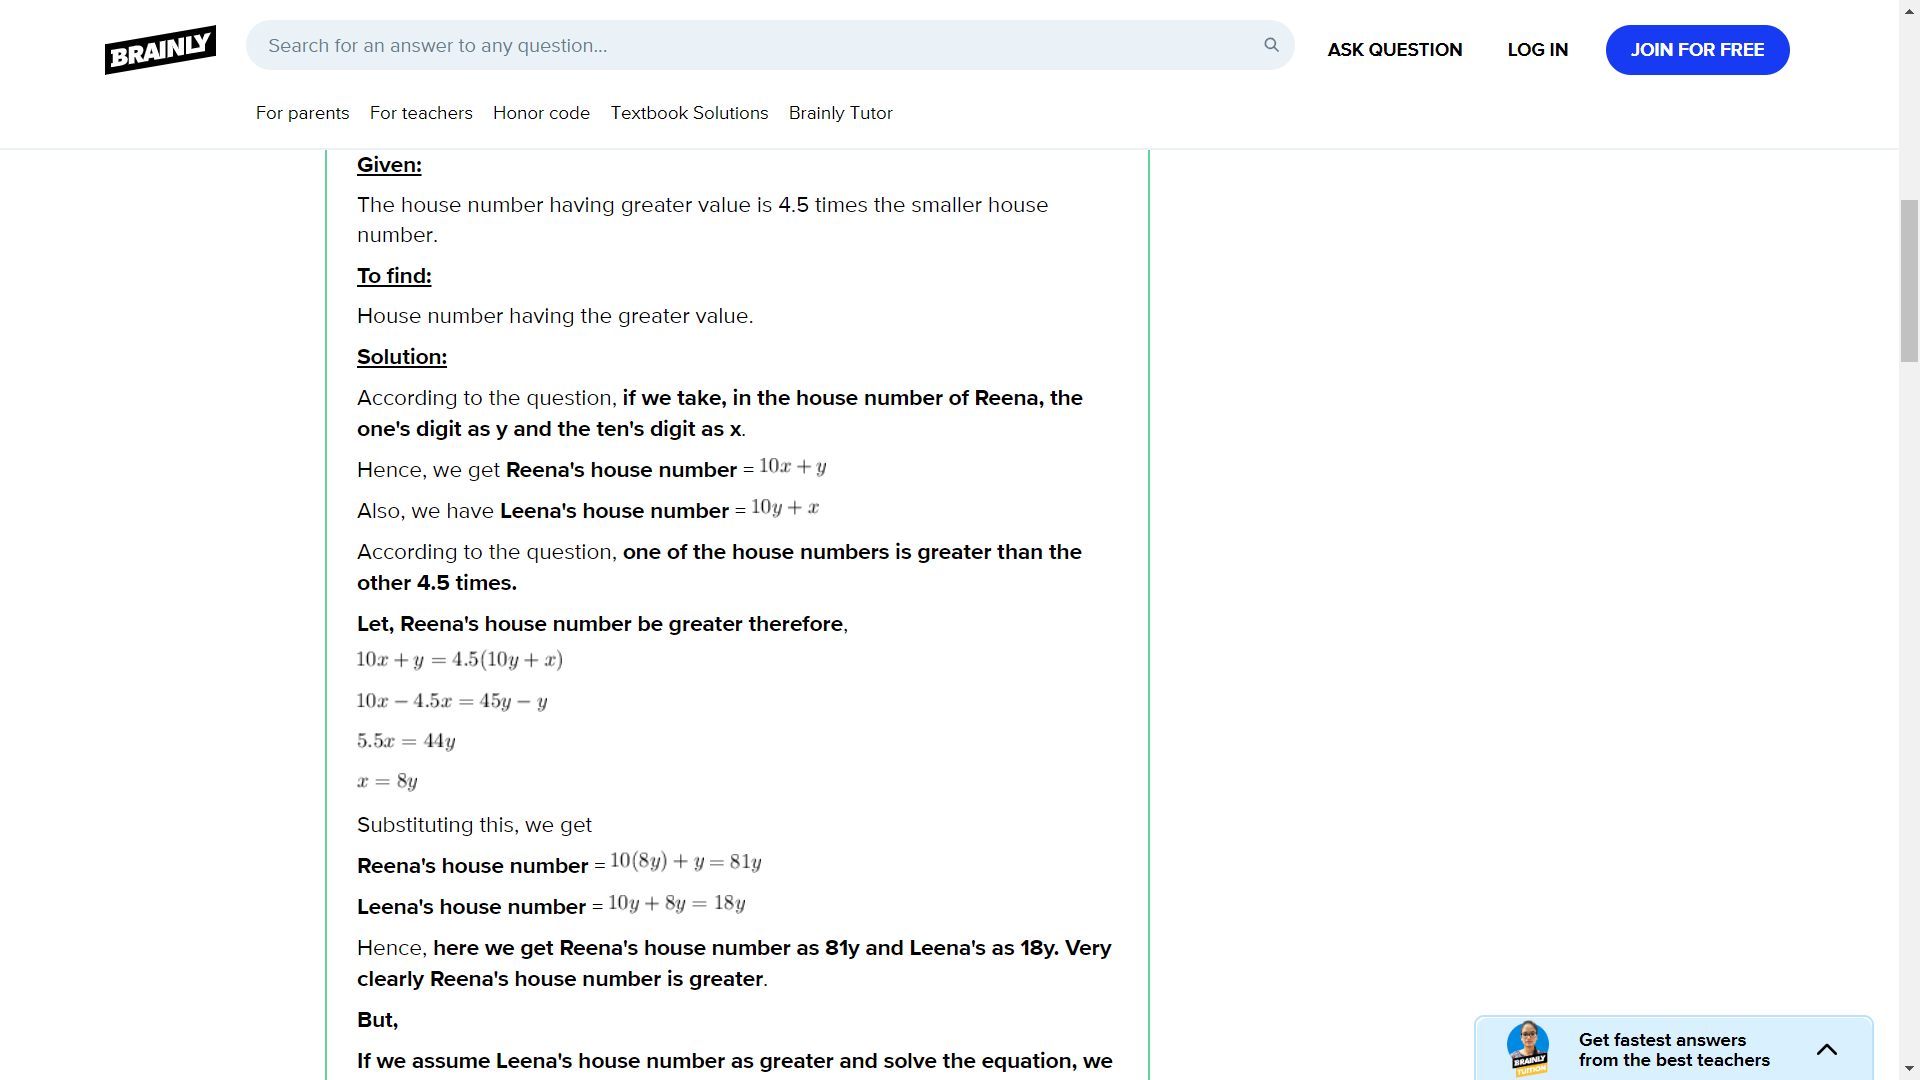 BRAINLY
Search for an answer to any question...
ASK QUESTION
LOG IN
JOIN FOR FREE
For parents
For teachers
Honor code
Textbook Solutions
Brainly Tutor
Given:
The house number having greater value is 4.5 times the smaller house
number.
To find:
House number having the greater value.
Solution:
According to the question, if we take, in the house number of Reena, the
one's digit as y and the ten's digit as x.
Hence, we get Reena's house number = 10x + y
Also, we have Leena's house number = 10y + x
According to the question, one of the house numbers is greater than the
other 4.5 times.
Let, Reena's house number be greater therefore,
10x + y = 4.5(10y + x)
10x − 4.5x = 45y − y
5.5x = 44y
x = 8y
Substituting this, we get
Reena's house number = 10(8y) + y = 81y
Leena's house number = 10y + 8y = 18y
Hence, here we get Reena's house number as 81y and Leena's as 18y. Very
clearly Reena's house number is greater.
But,
If we assume Leena's house number as greater and solve the equation, we
BRAINLY
TUITION
Get fastest answers
from the best teachers